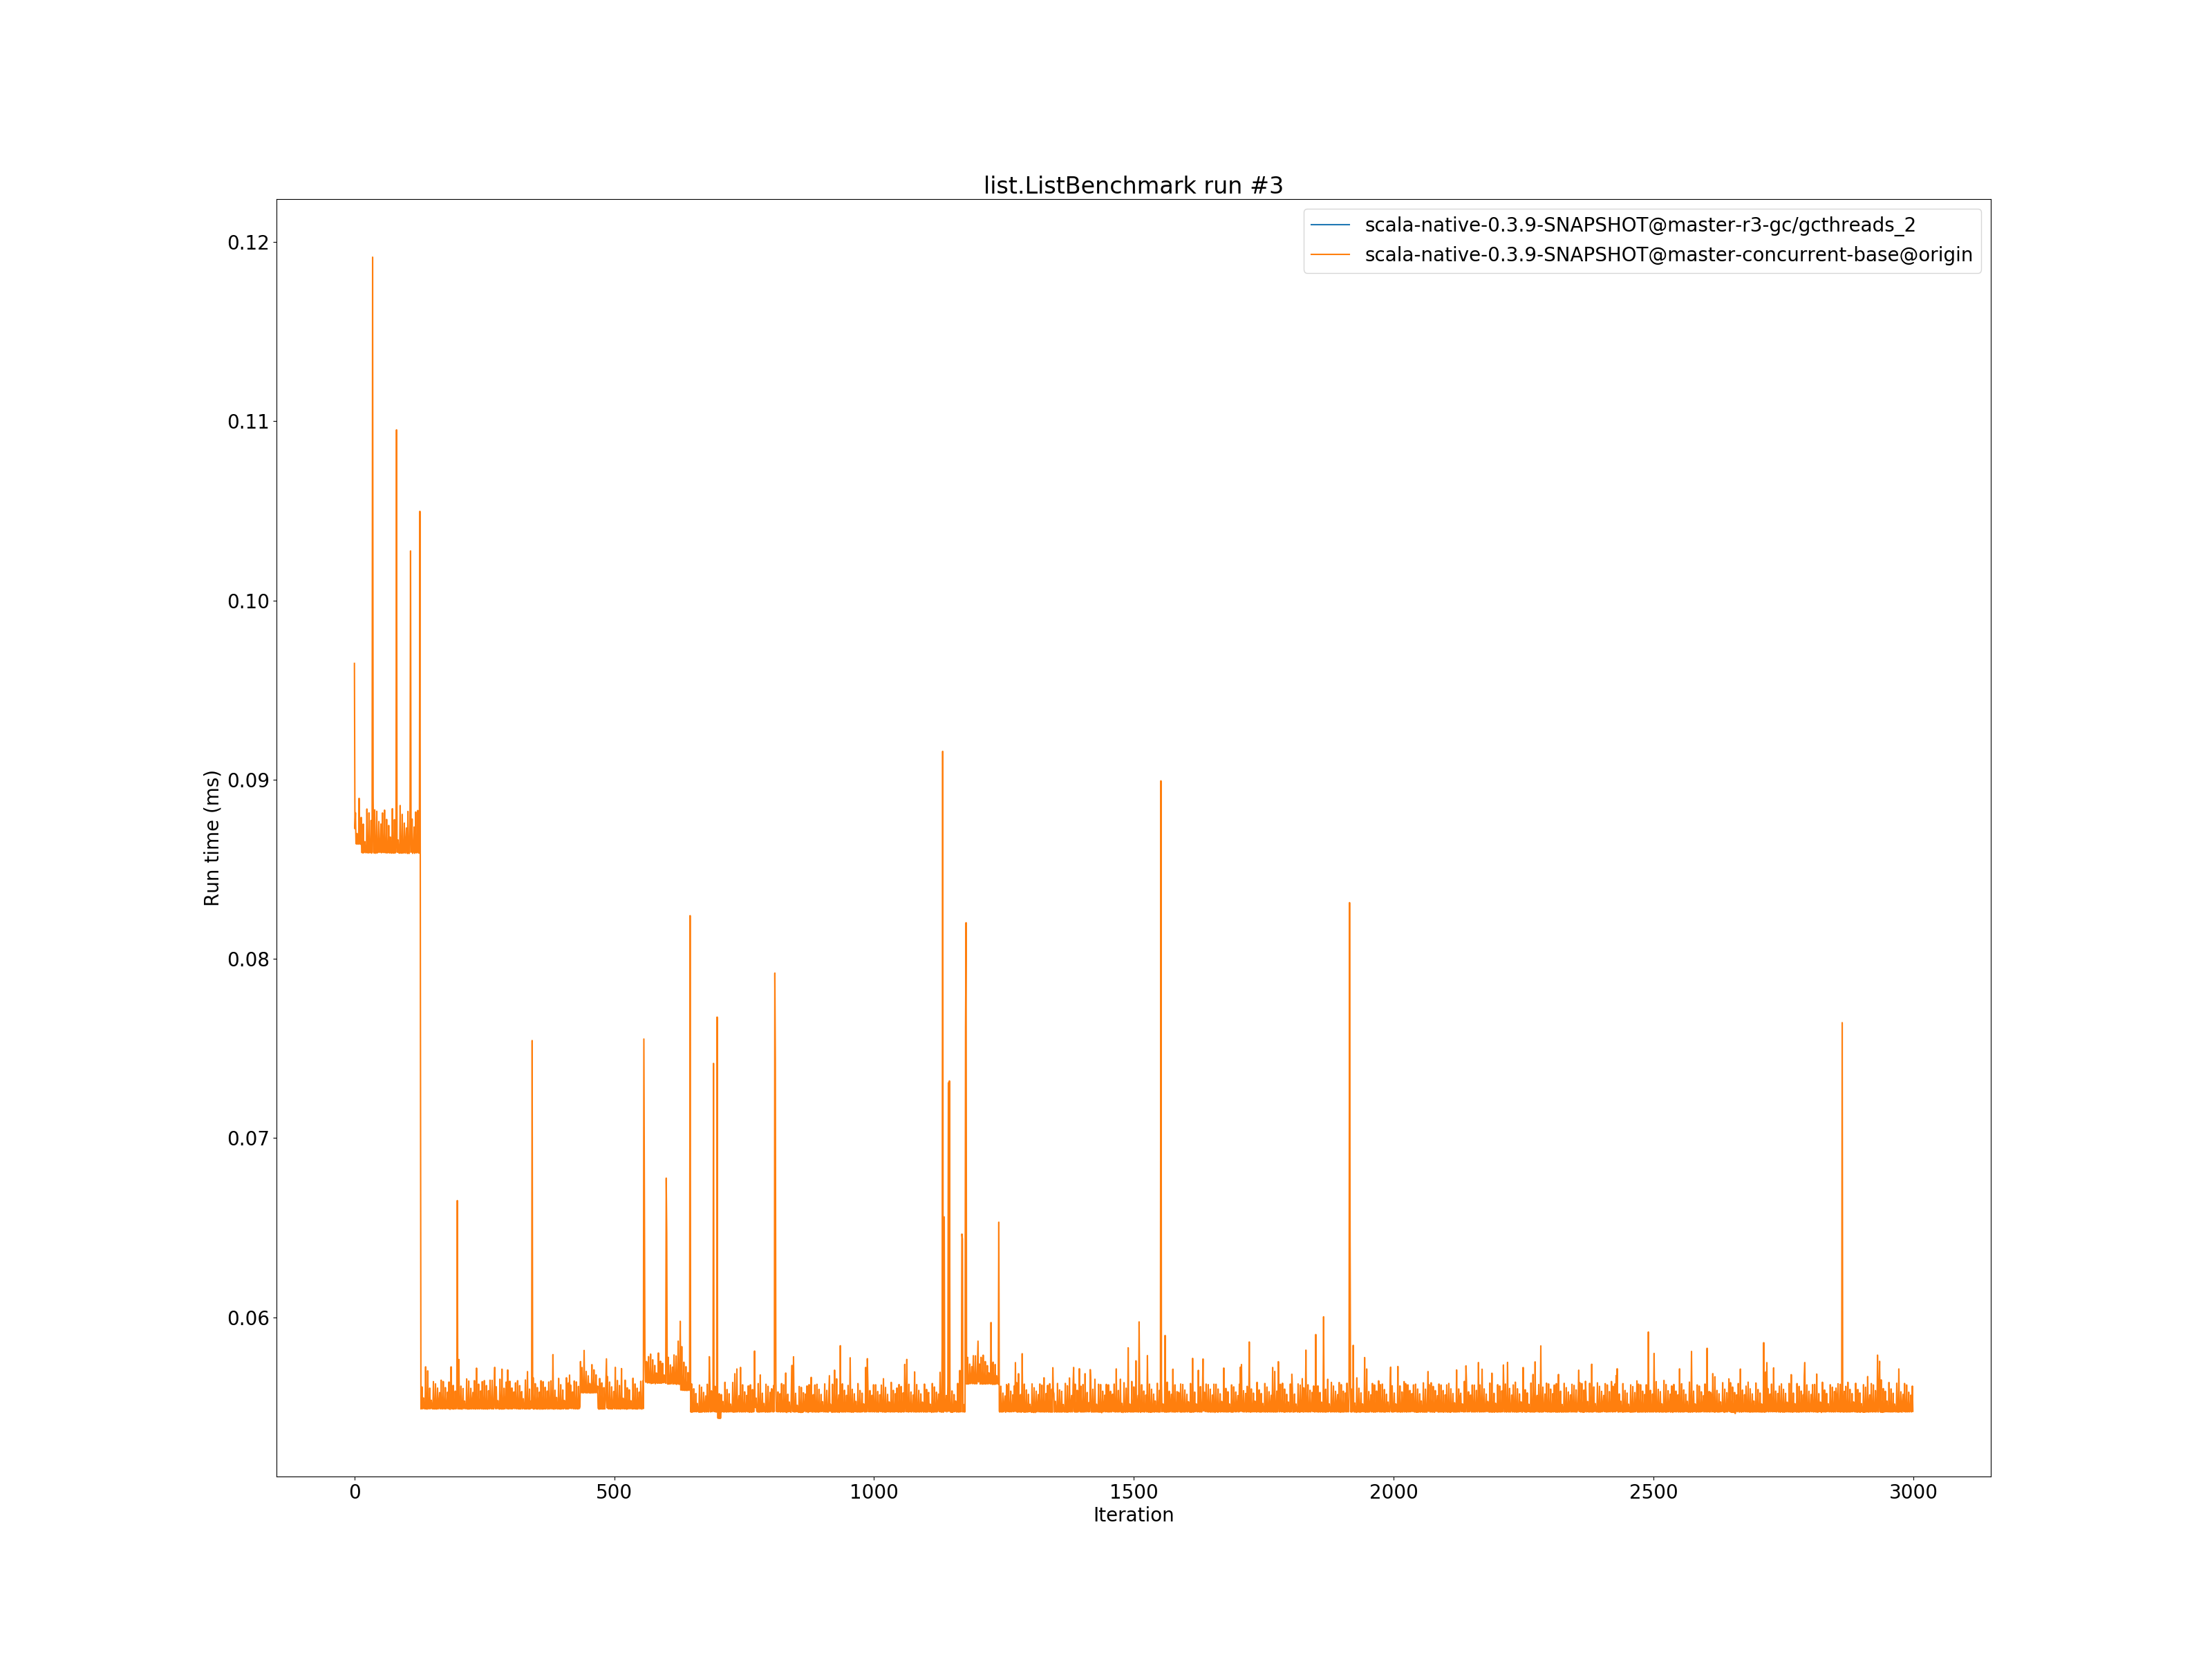 list.ListBenchmark run #3
scala-native-0.3.9-SNAPSHOT@master-r3-gc/gcthreads_2
scala-native-0.3.9-SNAPSHOT@master-concurrent-base@origin
0.12
0.11
0.10
0.09
0.08
0.07
0.06
Run time (ms)
0 500 1000 1500 2000 2500 3000
Iteration